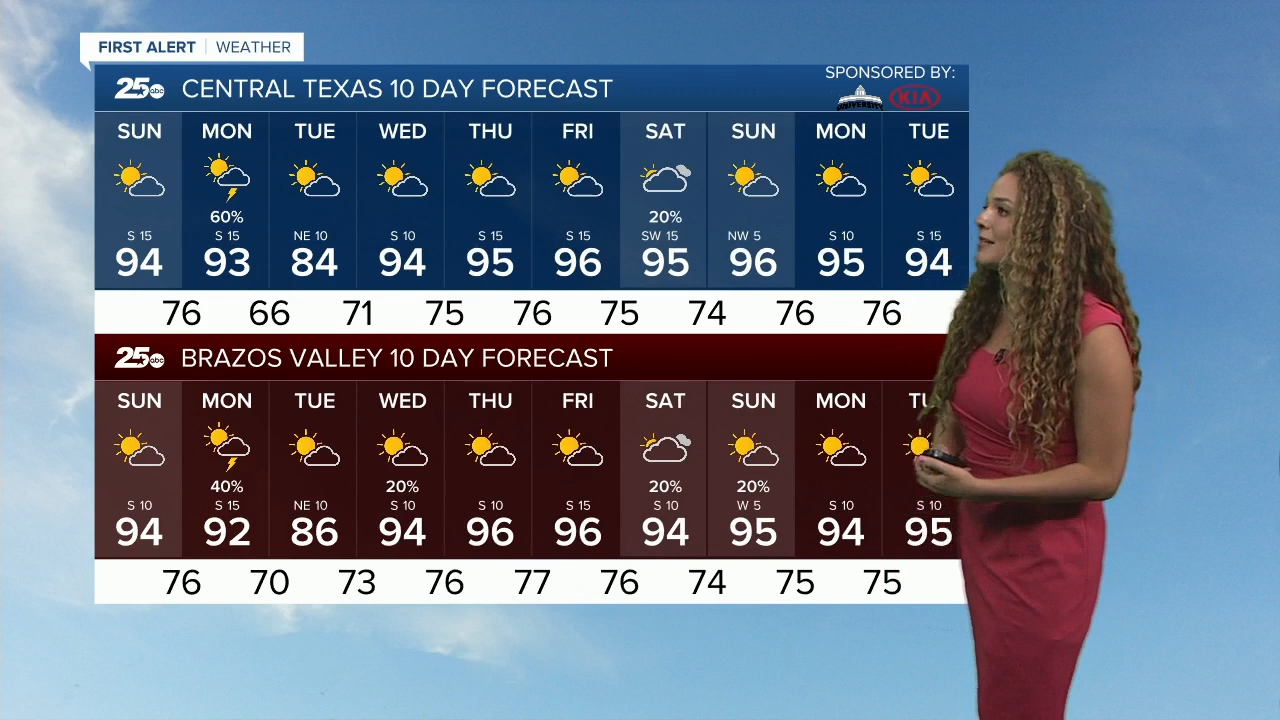 FIRST ALERT | WEATHER
SPONSORED BY:
25 abc CENTRAL TEXAS 10 DAY FORECAST
UNIVERSITY KIA
SUN MON TUE WED THU FRI SAT SUN MON TUE
60% 20%
S 15 S 15 NE 10 S 10 S 15 S 15 SW 15 NW 5 S 10 S 15
94 93 84 94 95 96 95 96 95 94
76 66 71 75 76 75 74 76 76
25 abc BRAZOS VALLEY 10 DAY FORECAST
SUN MON TUE WED THU FRI SAT SUN MON TU
40% 20% 20% 20%
S 10 S 15 NE 10 S 10 S 10 S 15 S 10 W 5 S 10 S 10
94 92 86 94 96 96 94 95 94 95
76 70 73 76 77 76 74 75 75